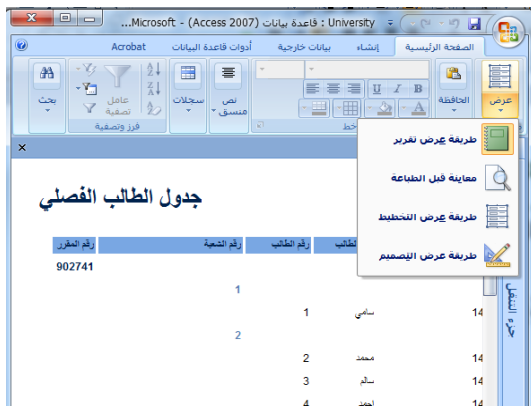 University : قاعدة بيانات (Access 2007) - Microsoft...
الصفحة الرئيسية
إنشاء
بيانات خارجية
أدوات قاعدة البيانات
Acrobat
عرض
الحافظة
B I U
A
خط
نص منسق
سجلات
عامل تصفية
فرز وتصفية
بحث
طريقة عرض تقرير
معاينة قبل الطباعة
طريقة عرض التخطيط
طريقة عرض التصميم
جزء التنقل
جدول الطالب الفصلي
رقم الطالب رقم الشعبة رقم المقرر
902741
1
14 سامي 1
2
14 محمد 2
14 سالم 3
14 احمد 4